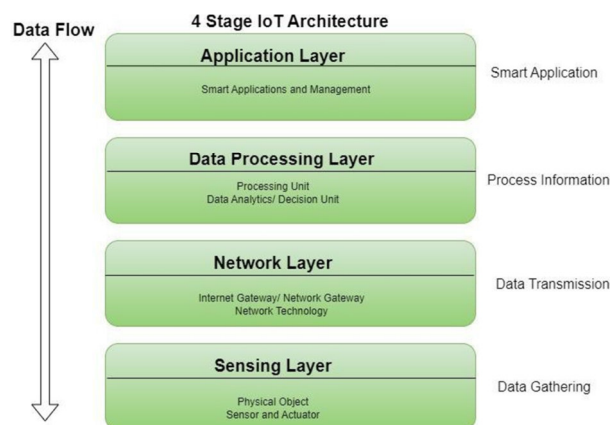 4 Stage IoT Architecture
Data Flow
Application Layer
Smart Applications and Management
Smart Application
Data Processing Layer
Processing Unit
Data Analytics/ Decision Unit
Process Information
Network Layer
Internet Gateway/ Network Gateway
Network Technology
Data Transmission
Sensing Layer
Physical Object
Sensor and Actuator
Data Gathering